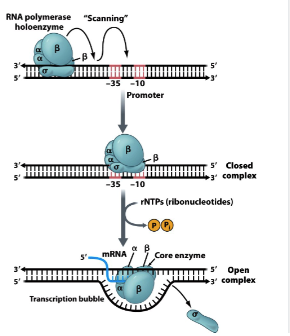 RNA polymerase
holoenzyme
"Scanning"
α
β
α
β
σ
3' 5'
5' 3'
–35 –10
Promoter
β
α
α
σ
β
3' 5'
5' 3'
–35 –10
Closed
complex
rNTPs (ribonucleotides)
P Pi
mRNA α β
5' Core enzyme
3' 5'
5' 3'
α β
Open
complex
Transcription bubble
σ